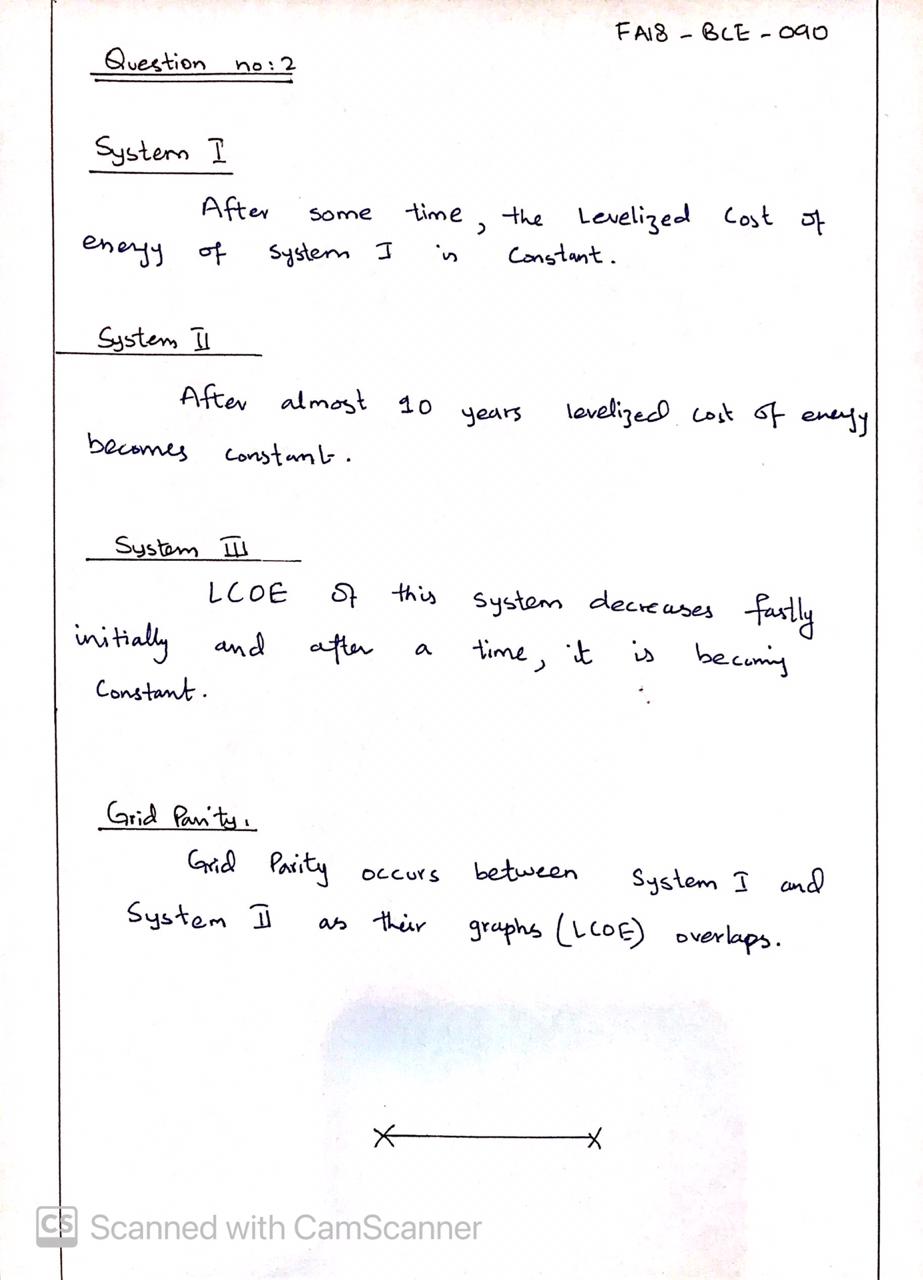 FA18 - BCE - 090
Question no:2
System I
After some time, the Levelized Cost of
energy of system I is Constant.
System II
After almost 10 years levelized cost of energy
becomes constant.
System III
LCOE of this system decreases fastly
initially and after a time, it is becoming
Constant.
Grid Parity.
Grid Parity occurs between System I and
System II as their graphs (LCOE) overlaps.
CS Scanned with CamScanner